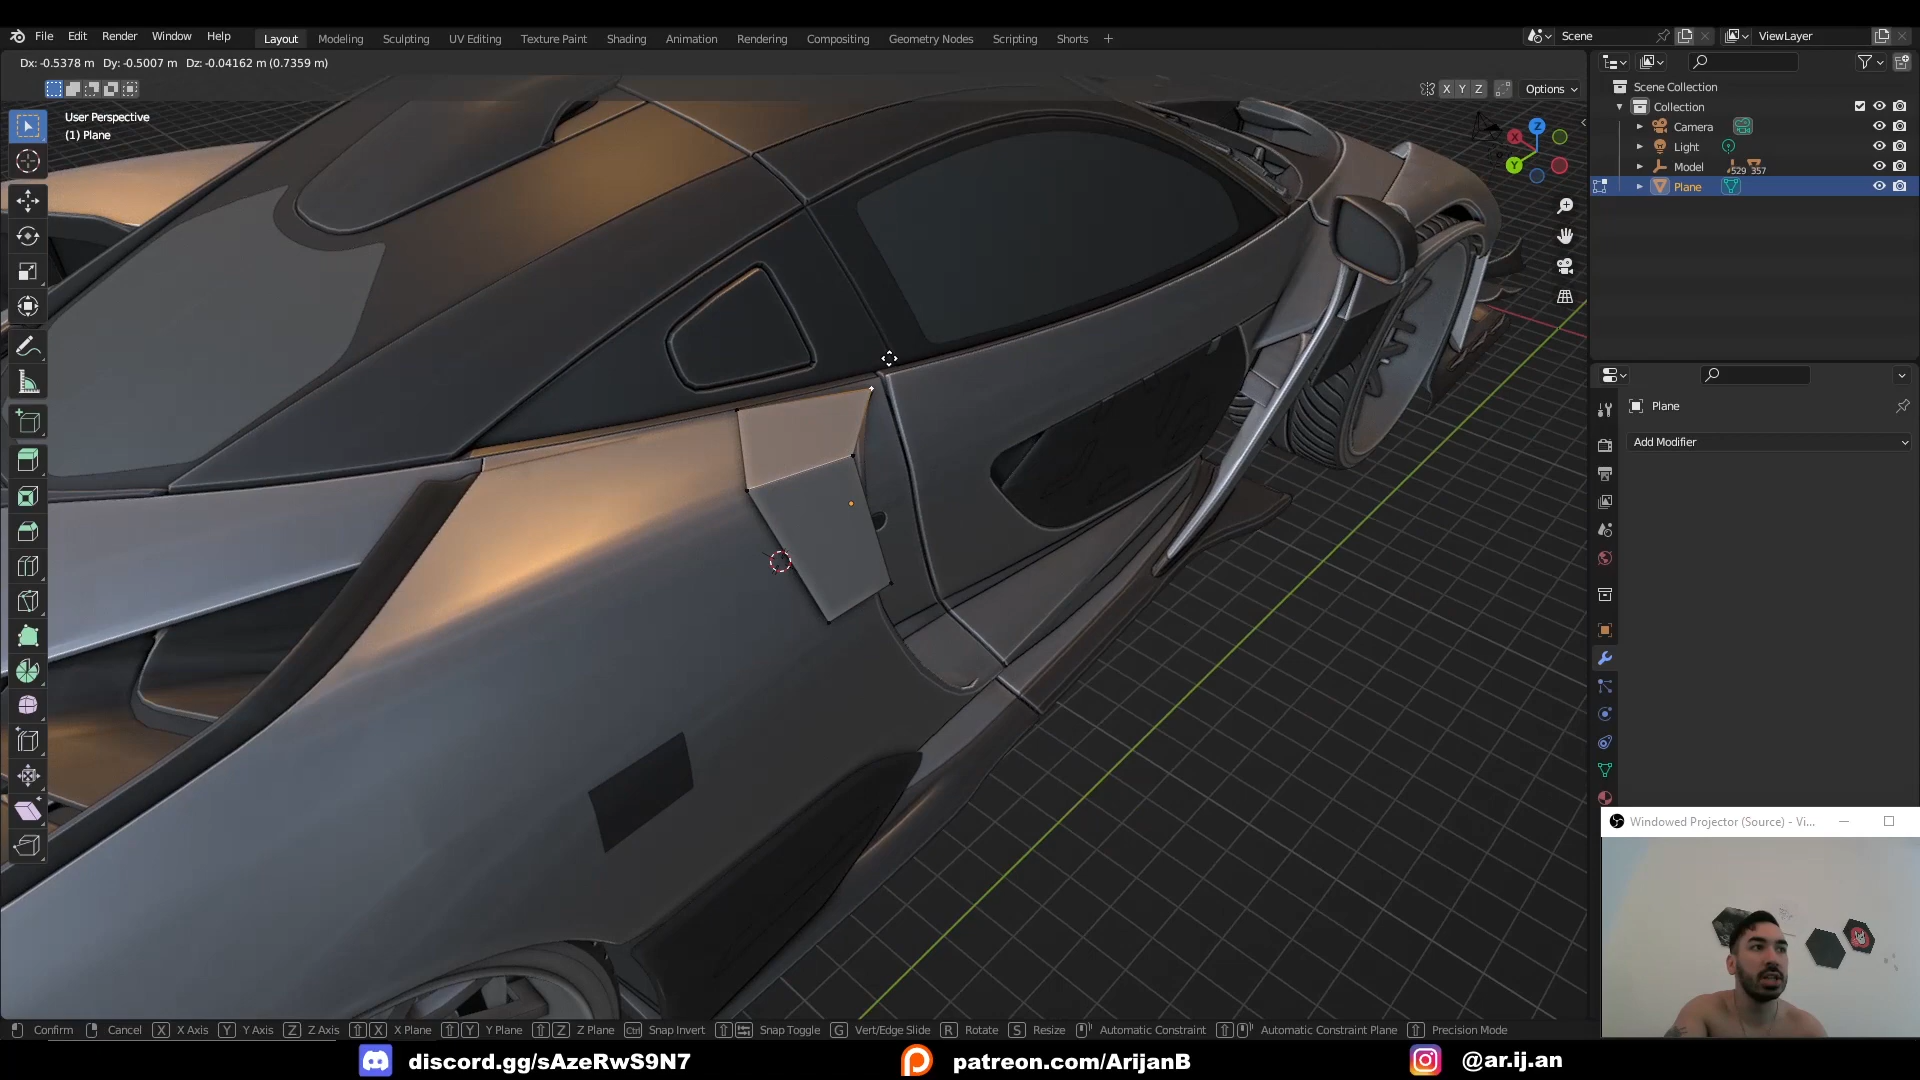 File Edit Render Window Help Layout Modeling Sculpting UV Editing Texture Paint Shading Animation Rendering Compositing Geometry Nodes Scripting Shorts + Scene ViewLayer
Dx: -0.5378 m Dy: -0.5007 m Dz: -0.04162 m (0.7359 m)
X Y Z Options
User Perspective
(1) Plane
Z
X
Y
Scene Collection
Collection
Camera
Light
Model 529 357
Plane
Plane
Add Modifier
Windowed Projector (Source) - Vi...
Confirm Cancel X X Axis Y Y Axis Z Z Axis X X Plane Y Y Plane Z Z Plane Ctrl Snap Invert Snap Toggle G Vert/Edge Slide R Rotate S Resize Automatic Constraint Automatic Constraint Plane Precision Mode
discord.gg/sAzeRwS9N7 patreon.com/ArijanB @ar.ij.an